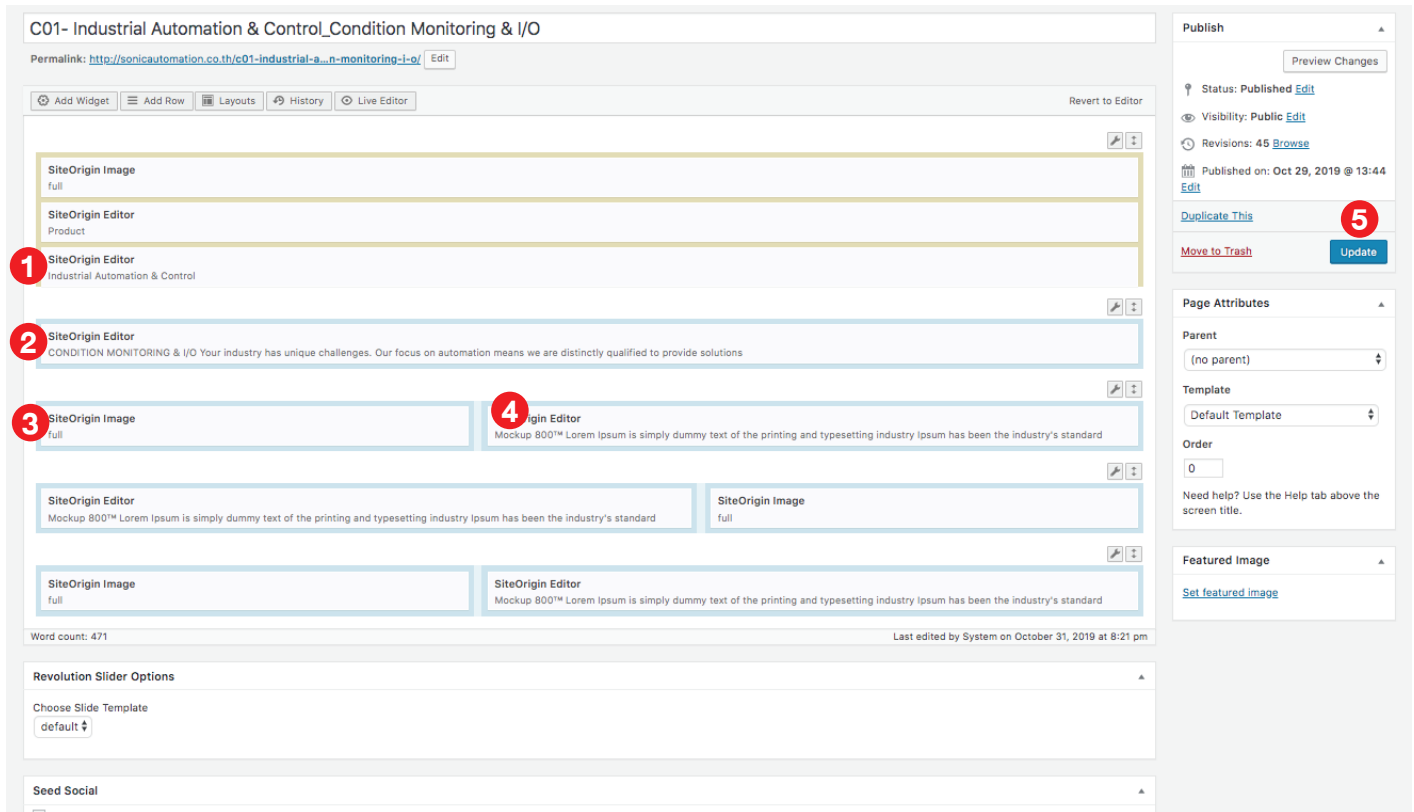 C01- Industrial Automation & Control_Condition Monitoring & I/O
Permalink: http://sonicautomation.co.th/c01-industrial-a...n-monitoring-i-o/ Edit
Add Widget Add Row Layouts History Live Editor Revert to Editor
SiteOrigin Image
full
SiteOrigin Editor
Product
1 SiteOrigin Editor
Industrial Automation & Control
2 SiteOrigin Editor
CONDITION MONITORING & I/O Your industry has unique challenges. Our focus on automation means we are distinctly qualified to provide solutions
3 SiteOrigin Image
full
4 igin Editor
Mockup 800™ Lorem Ipsum is simply dummy text of the printing and typesetting industry Ipsum has been the industry's standard
SiteOrigin Editor
Mockup 800™ Lorem Ipsum is simply dummy text of the printing and typesetting industry Ipsum has been the industry's standard
SiteOrigin Image
full
SiteOrigin Image
full
SiteOrigin Editor
Mockup 800™ Lorem Ipsum is simply dummy text of the printing and typesetting industry Ipsum has been the industry's standard
Word count: 471 Last edited by System on October 31, 2019 at 8:21 pm
Revolution Slider Options
Choose Slide Template
default
Seed Social
Publish
Preview Changes
Status: Published Edit
Visibility: Public Edit
Revisions: 45 Browse
Published on: Oct 29, 2019 @ 13:44
Edit
Duplicate This
5
Move to Trash Update
Page Attributes
Parent
(no parent)
Template
Default Template
Order
0
Need help? Use the Help tab above the
screen title.
Featured Image
Set featured image